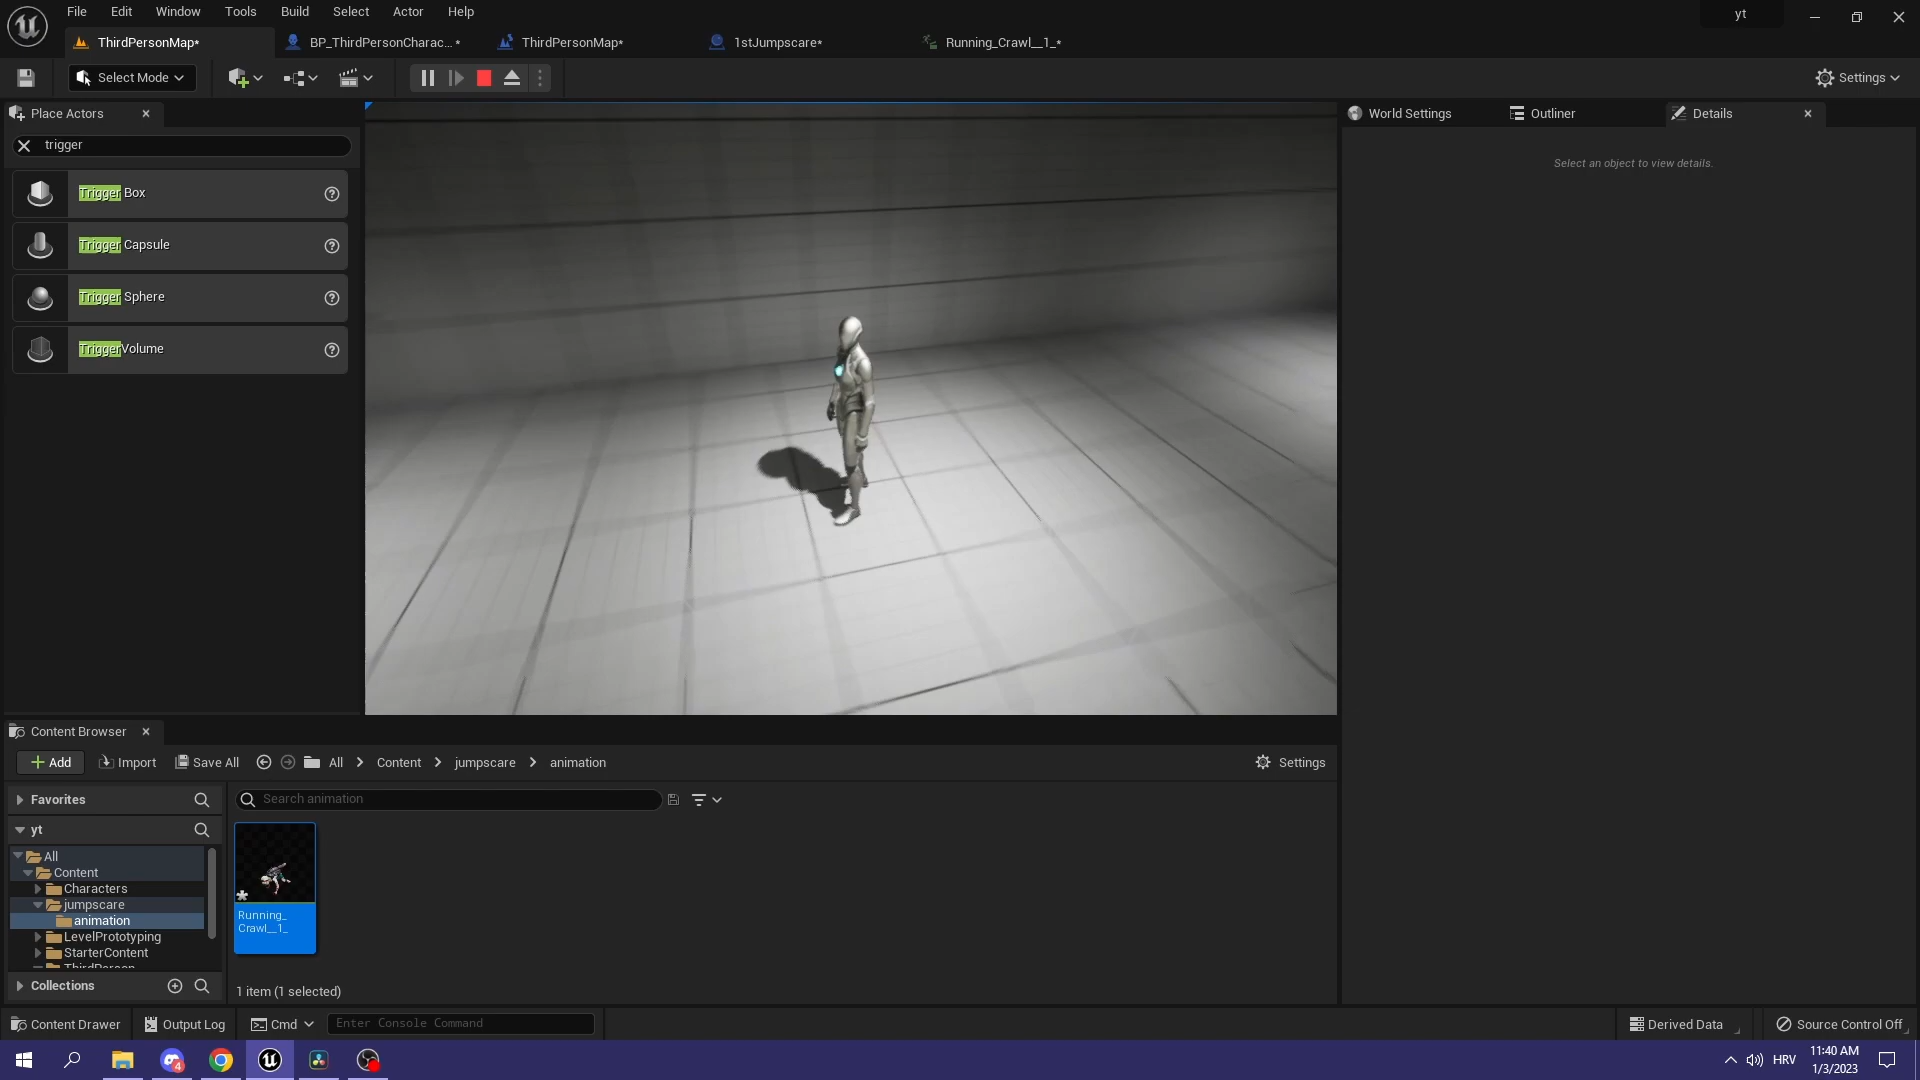 File Edit Window Tools Build Select Actor Help
yt
ThirdPersonMap* BP_ThirdPersonCharac... * ThirdPersonMap* 1stJumpscare* Running_Crawl__1_*
Select Mode
Settings
Place Actors
World Settings Outliner Details
trigger
Select an object to view details.
Trigger Box
Trigger Capsule
Trigger Sphere
TriggerVolume
Content Browser
Add Import Save All All Content jumpscare animation Settings
Favorites
Search animation
yt
All
Content
Characters
jumpscare
animation
LevelPrototyping
StarterContent
ThirdPerson
Running_
Crawl__1_
Collections
1 item (1 selected)
Content Drawer Output Log Cmd Enter Console Command Derived Data Source Control Off
4
HRV
11:40 AM
1/3/2023